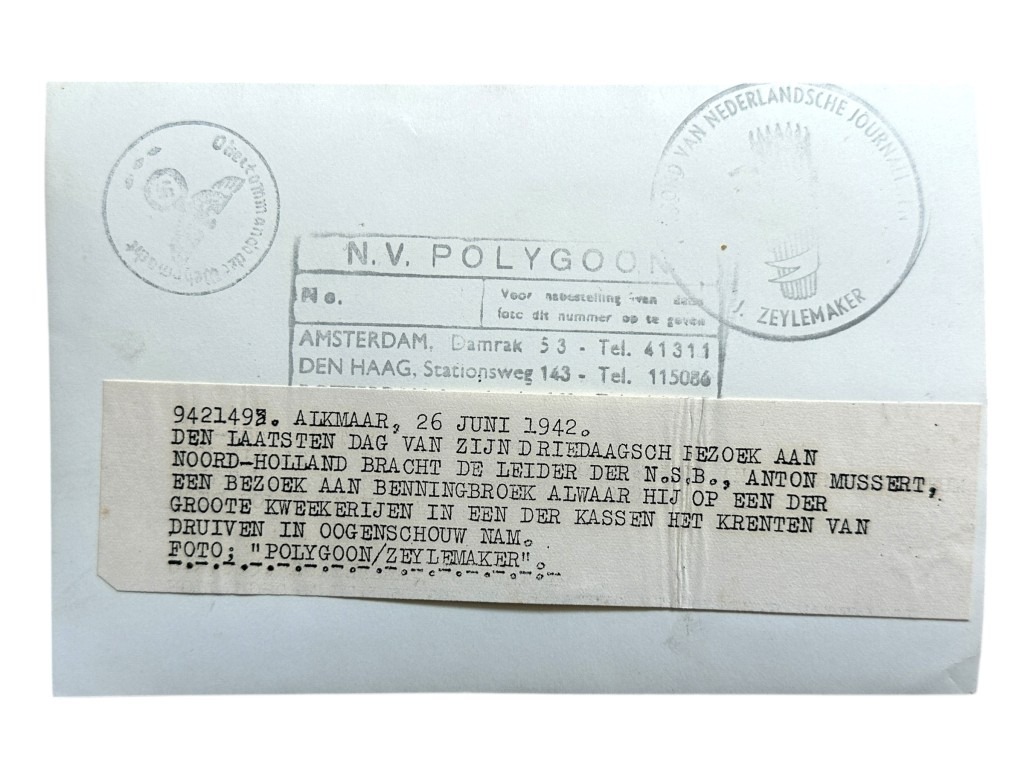 Oberkommando der Wehrmacht
VAN NEDERLANDSCHE
J. ZEYLEMAKER
N.V. POLYGOON
No.
Voor nabestelling van deze
foto dit nummer op te geven
AMSTERDAM, Damrak 53 - Tel. 41311
DEN HAAG, Stationsweg 143 - Tel. 115086
ALKMAAR, 26 JUNI 1942.
DEN LAATSTEN DAG VAN ZIJN DRIEDAAGSCH BEZOEK AAN
NOORD-HOLLAND BRACHT DE LEIDER DER N.S.B., ANTON MUSSERT,
EEN BEZOEK AAN BENNINGBROEK ALWAAR HIJ OP EEN DER
GROOTE KWEEKERIJEN IN EEN DER KASSEN HET KRENTEN VAN
DRUIVEN IN OOGENSCHOUW NAM.
FOTO; "POLYGOON/ZEYLEMAKER".